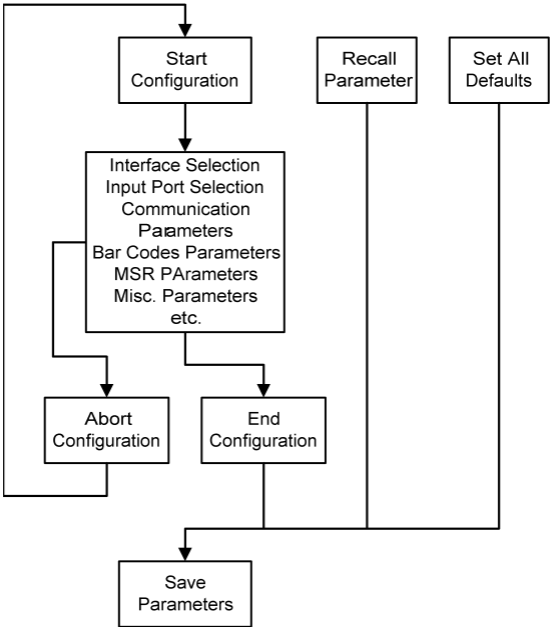 Start
Configuration
Recall
Parameter
Set All
Defaults
Interface Selection
Input Port Selection
Communication
Parameters
Bar Codes Parameters
MSR PArameters
Misc. Parameters
etc.
Abort
Configuration
End
Configuration
Save
Parameters